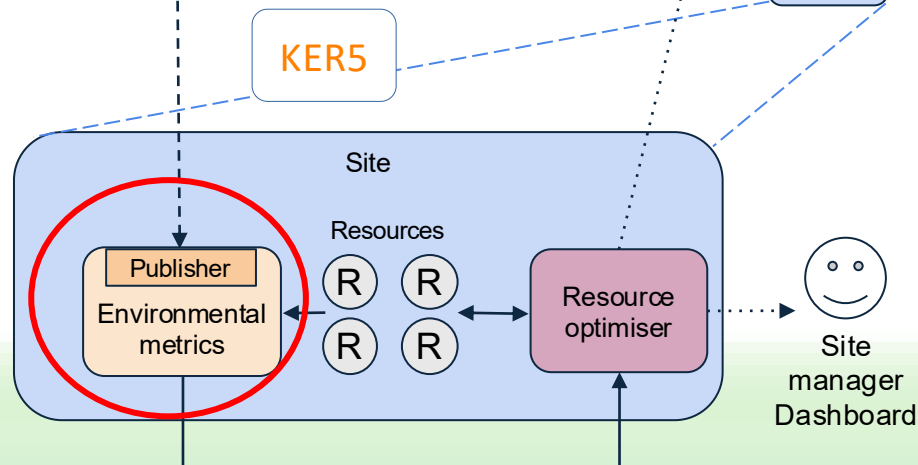 KER5
Site
Resources
Publisher
Environmental
metrics
R
R
R
R
Resource
optimiser
Site
manager
Dashboard